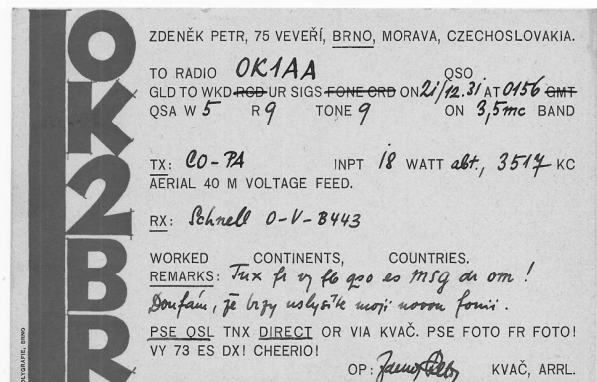 OK2BR
ZDENĚK PETR, 75 VEVEŘÍ, BRNO, MORAVA, CZECHOSLOVAKIA.
TO RADIO OK1AA QSO
GLD TO WKD RCD UR SIGS FONE CRD ON 21/12.31 AT 0156 GMT
QSA W 5 R 9 TONE 9 ON 3,5mc BAND
TX: CO-PA INPT 18 WATT abt., 3517 KC
AERIAL 40 M VOLTAGE FEED.
RX: Schnell O-V-B443
WORKED CONTINENTS, COUNTRIES.
REMARKS: Tnx fr vy fb qso es msg dr om!
Doufám, že brzy uslyšíte moji novou fonii.
PSE QSL TNX DIRECT OR VIA KVAČ. PSE FOTO FR FOTO!
VY 73 ES DX! CHEERIO!
OP: KVAČ, ARRL.
OLYGRAFIE, BRNO